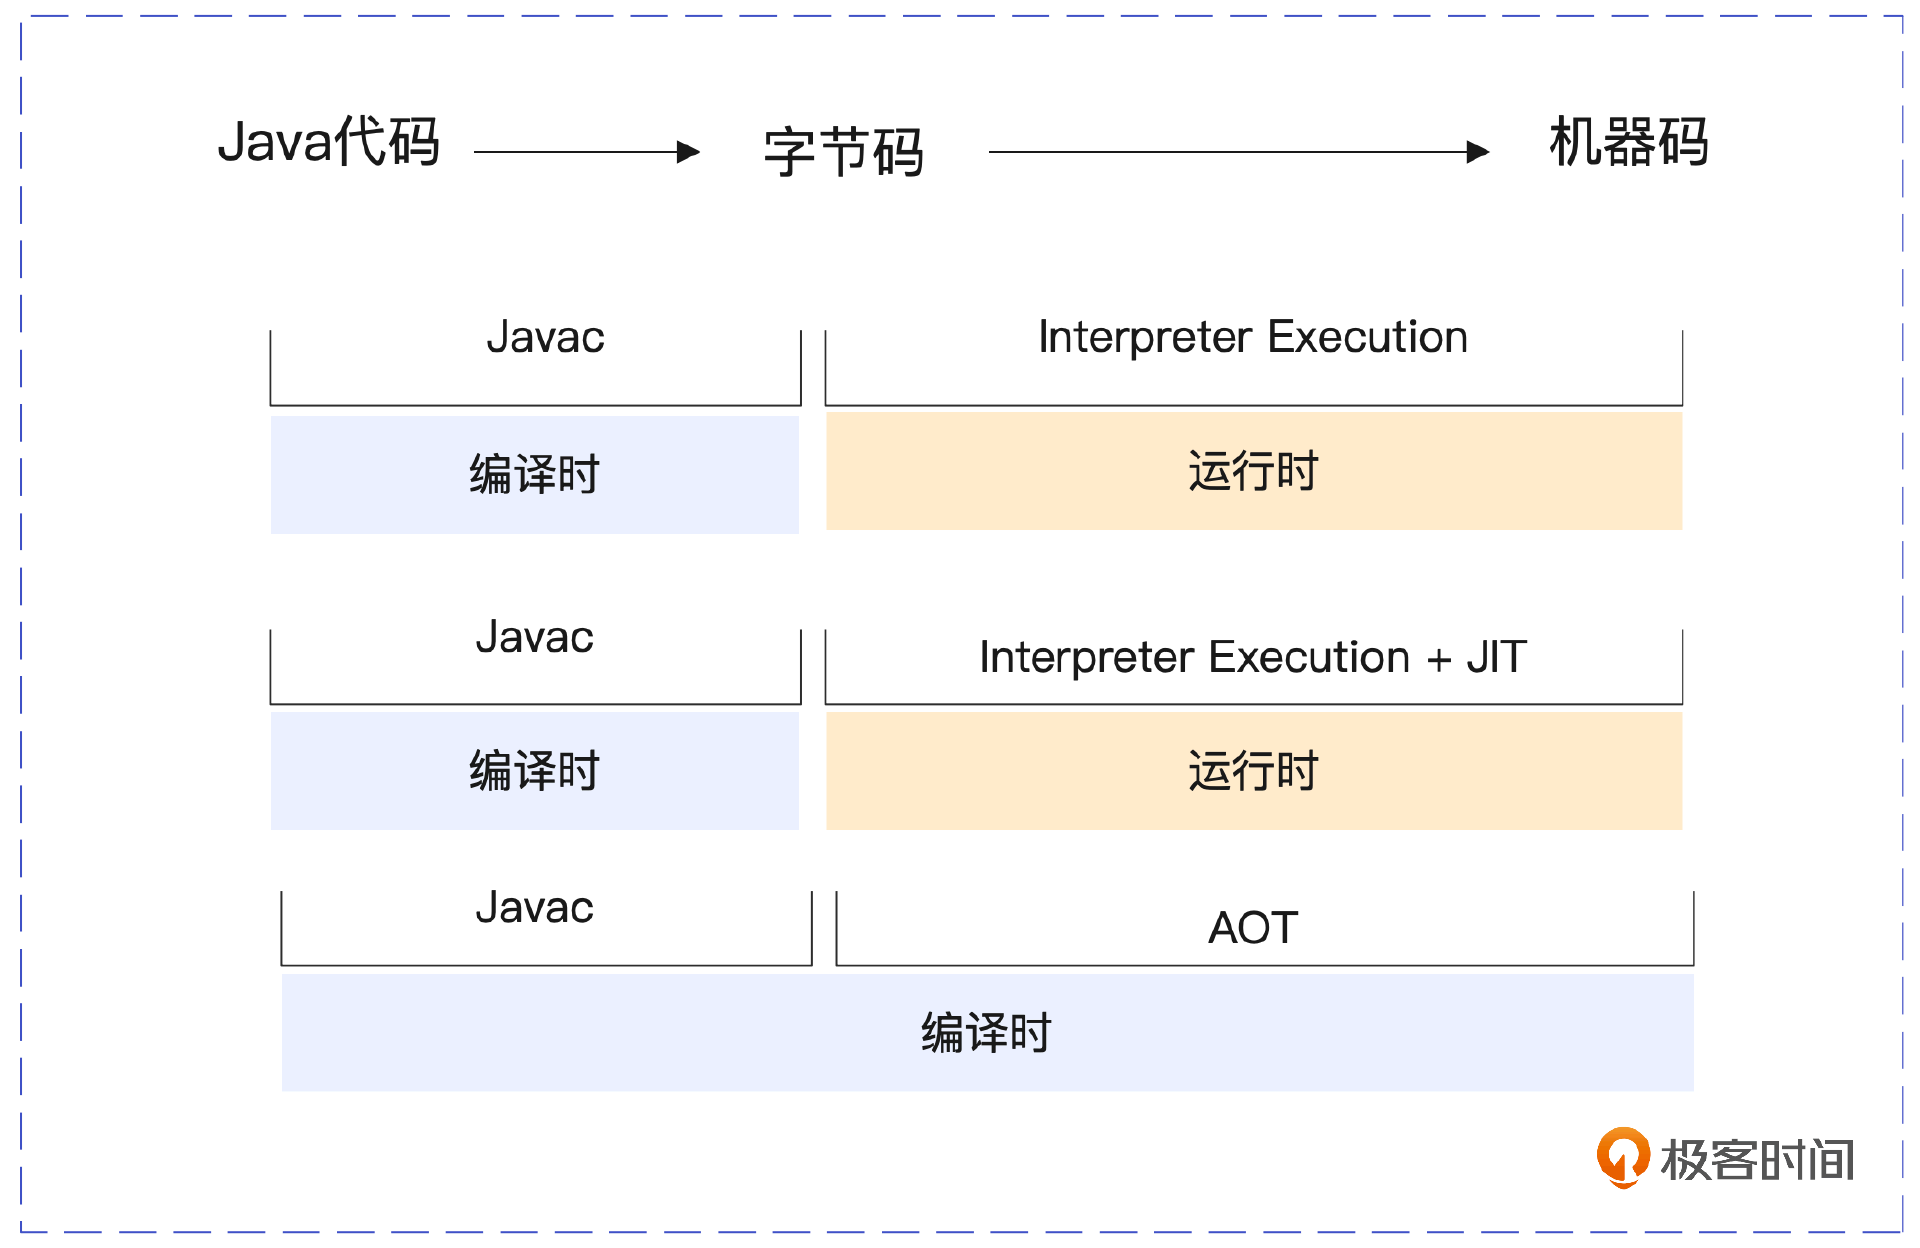 Java代码
字节码
机器码
Javac
Interpreter Execution
编译时
运行时
Javac
Interpreter Execution + JIT
编译时
运行时
Javac
AOT
编译时
极客时间